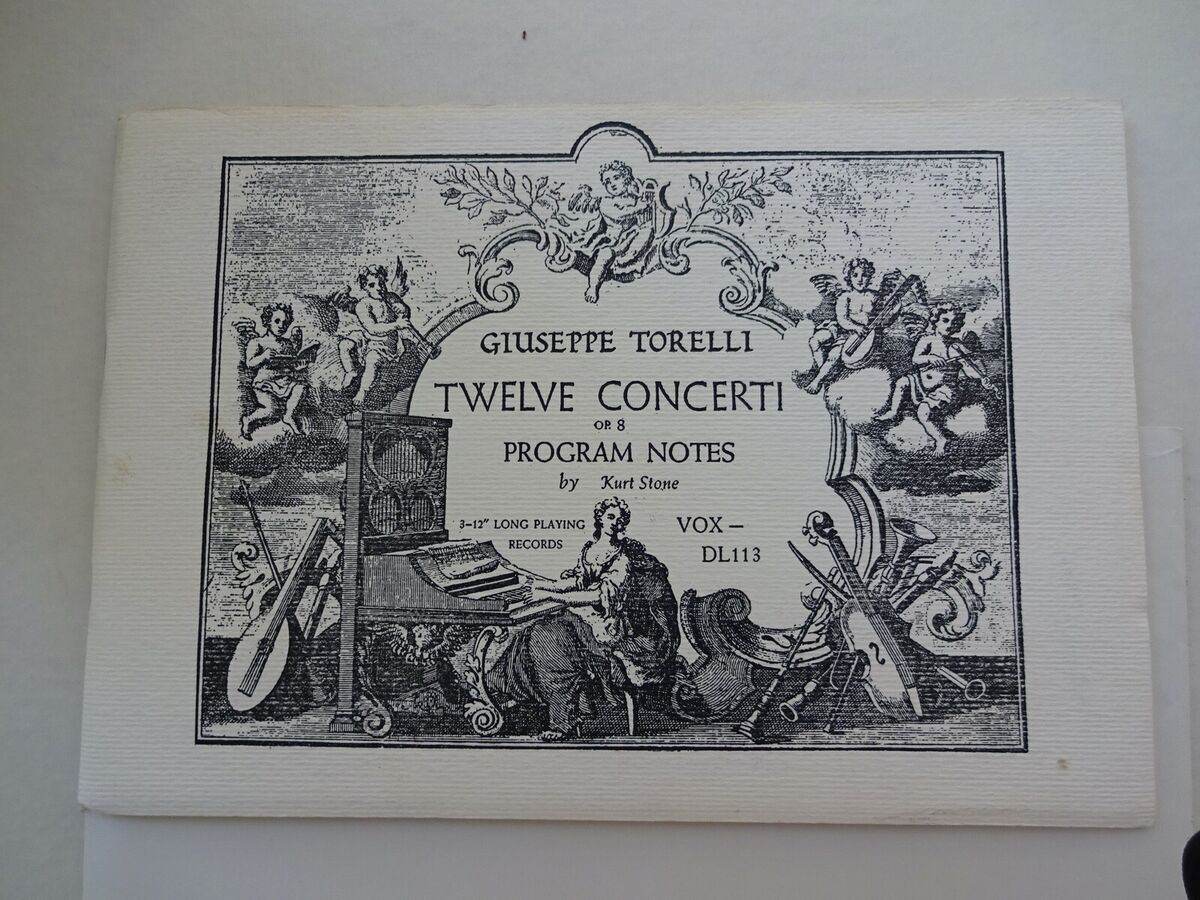 GIUSEPPE TORELLI
TWELVE CONCERTI
OP. 8
PROGRAM NOTES
by Kurt Stone
3-12" LONG PLAYING
RECORDS
VOX –
DL113